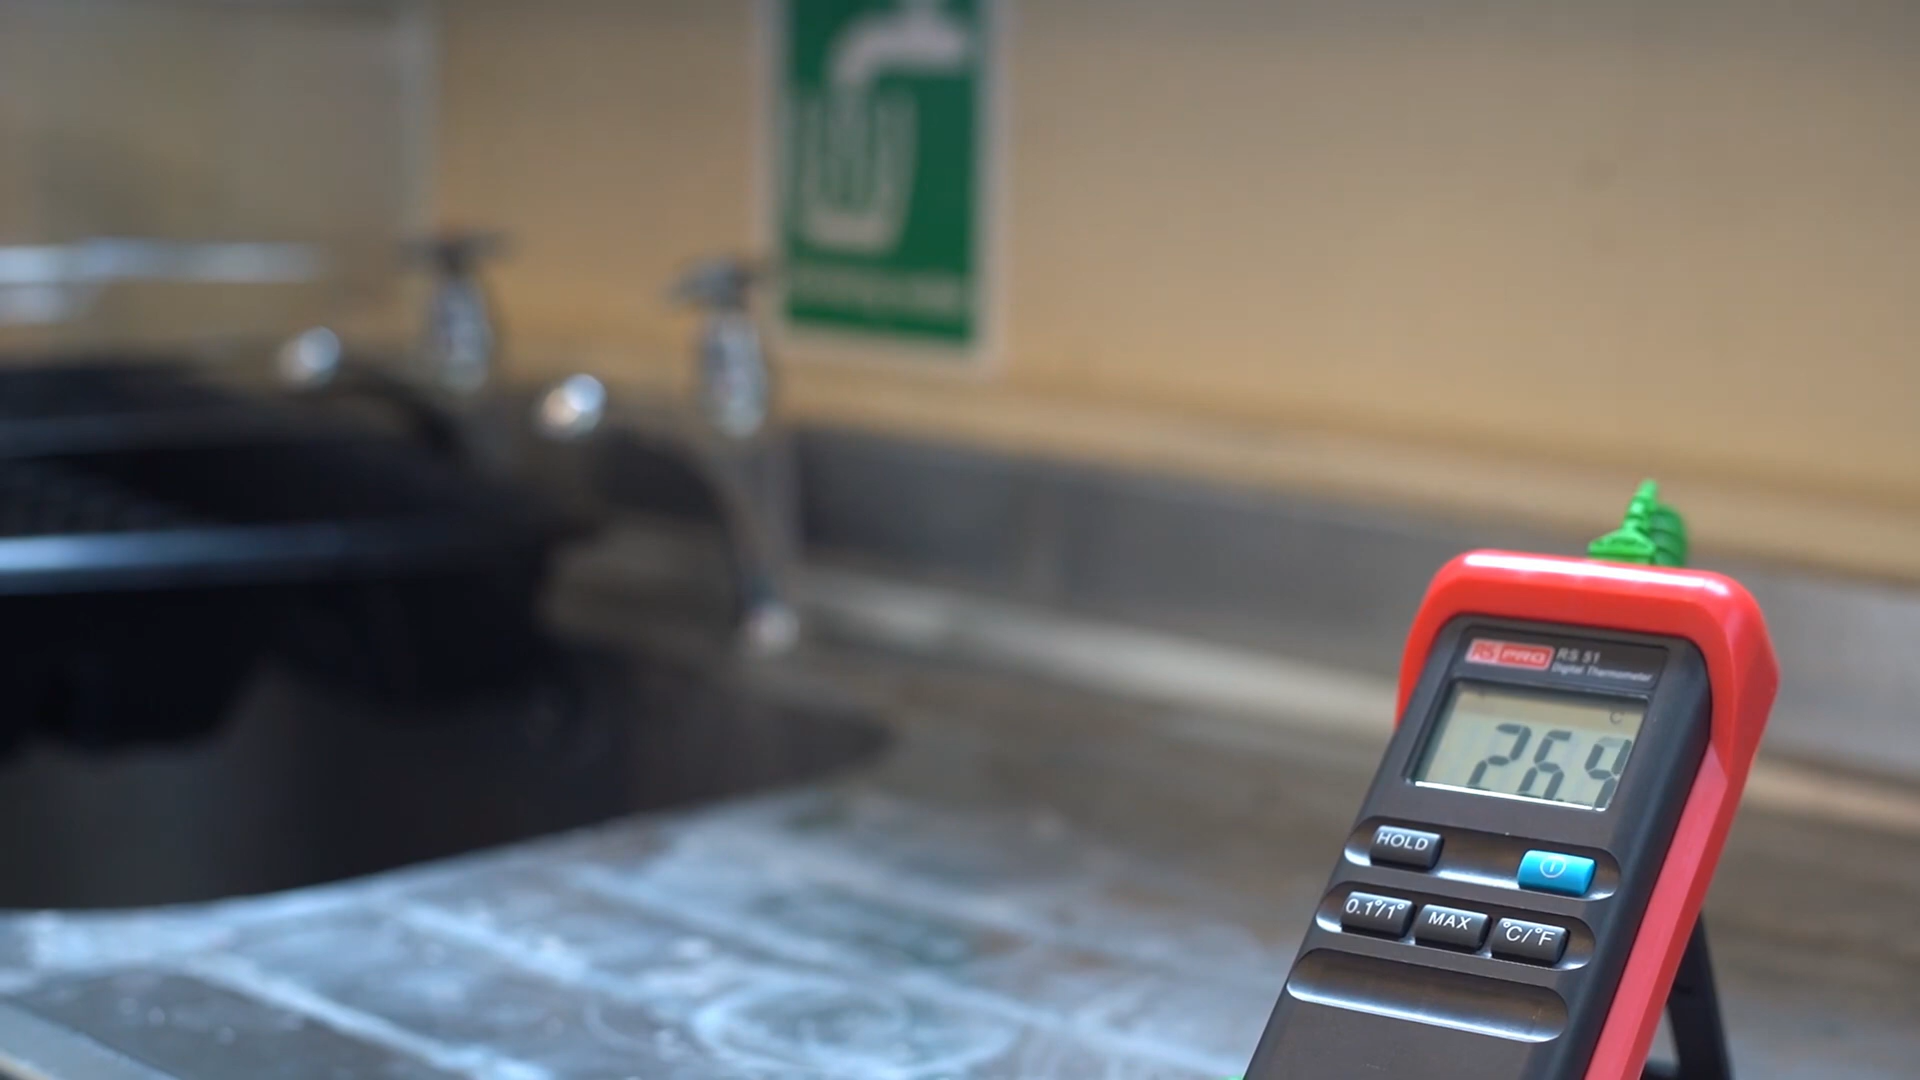 RS PRO RS 51
Digital Thermometer
°C
26.4
HOLD
0.1°/1° MAX °C/°F